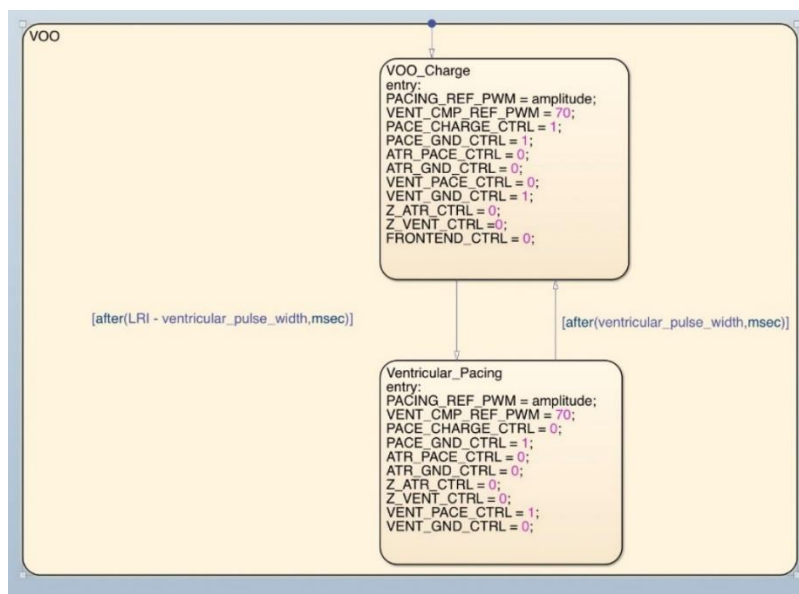 VOO
VOO_Charge
entry:
PACING_REF_PWM = amplitude;
VENT_CMP_REF_PWM = 70;
PACE_CHARGE_CTRL = 1;
PACE_GND_CTRL = 1;
ATR_PACE_CTRL = 0;
ATR_GND_CTRL = 0;
VENT_PACE_CTRL = 0;
VENT_GND_CTRL = 1;
Z_ATR_CTRL = 0;
Z_VENT_CTRL =0;
FRONTEND_CTRL = 0;
[after(LRI - ventricular_pulse_width,msec)]
[after(ventricular_pulse_width,msec)]
Ventricular_Pacing
entry:
PACING_REF_PWM = amplitude;
VENT_CMP_REF_PWM = 70;
PACE_CHARGE_CTRL = 0;
PACE_GND_CTRL = 1;
ATR_PACE_CTRL = 0;
ATR_GND_CTRL = 0;
Z_ATR_CTRL = 0;
Z_VENT_CTRL = 0;
VENT_PACE_CTRL = 1;
VENT_GND_CTRL = 0;